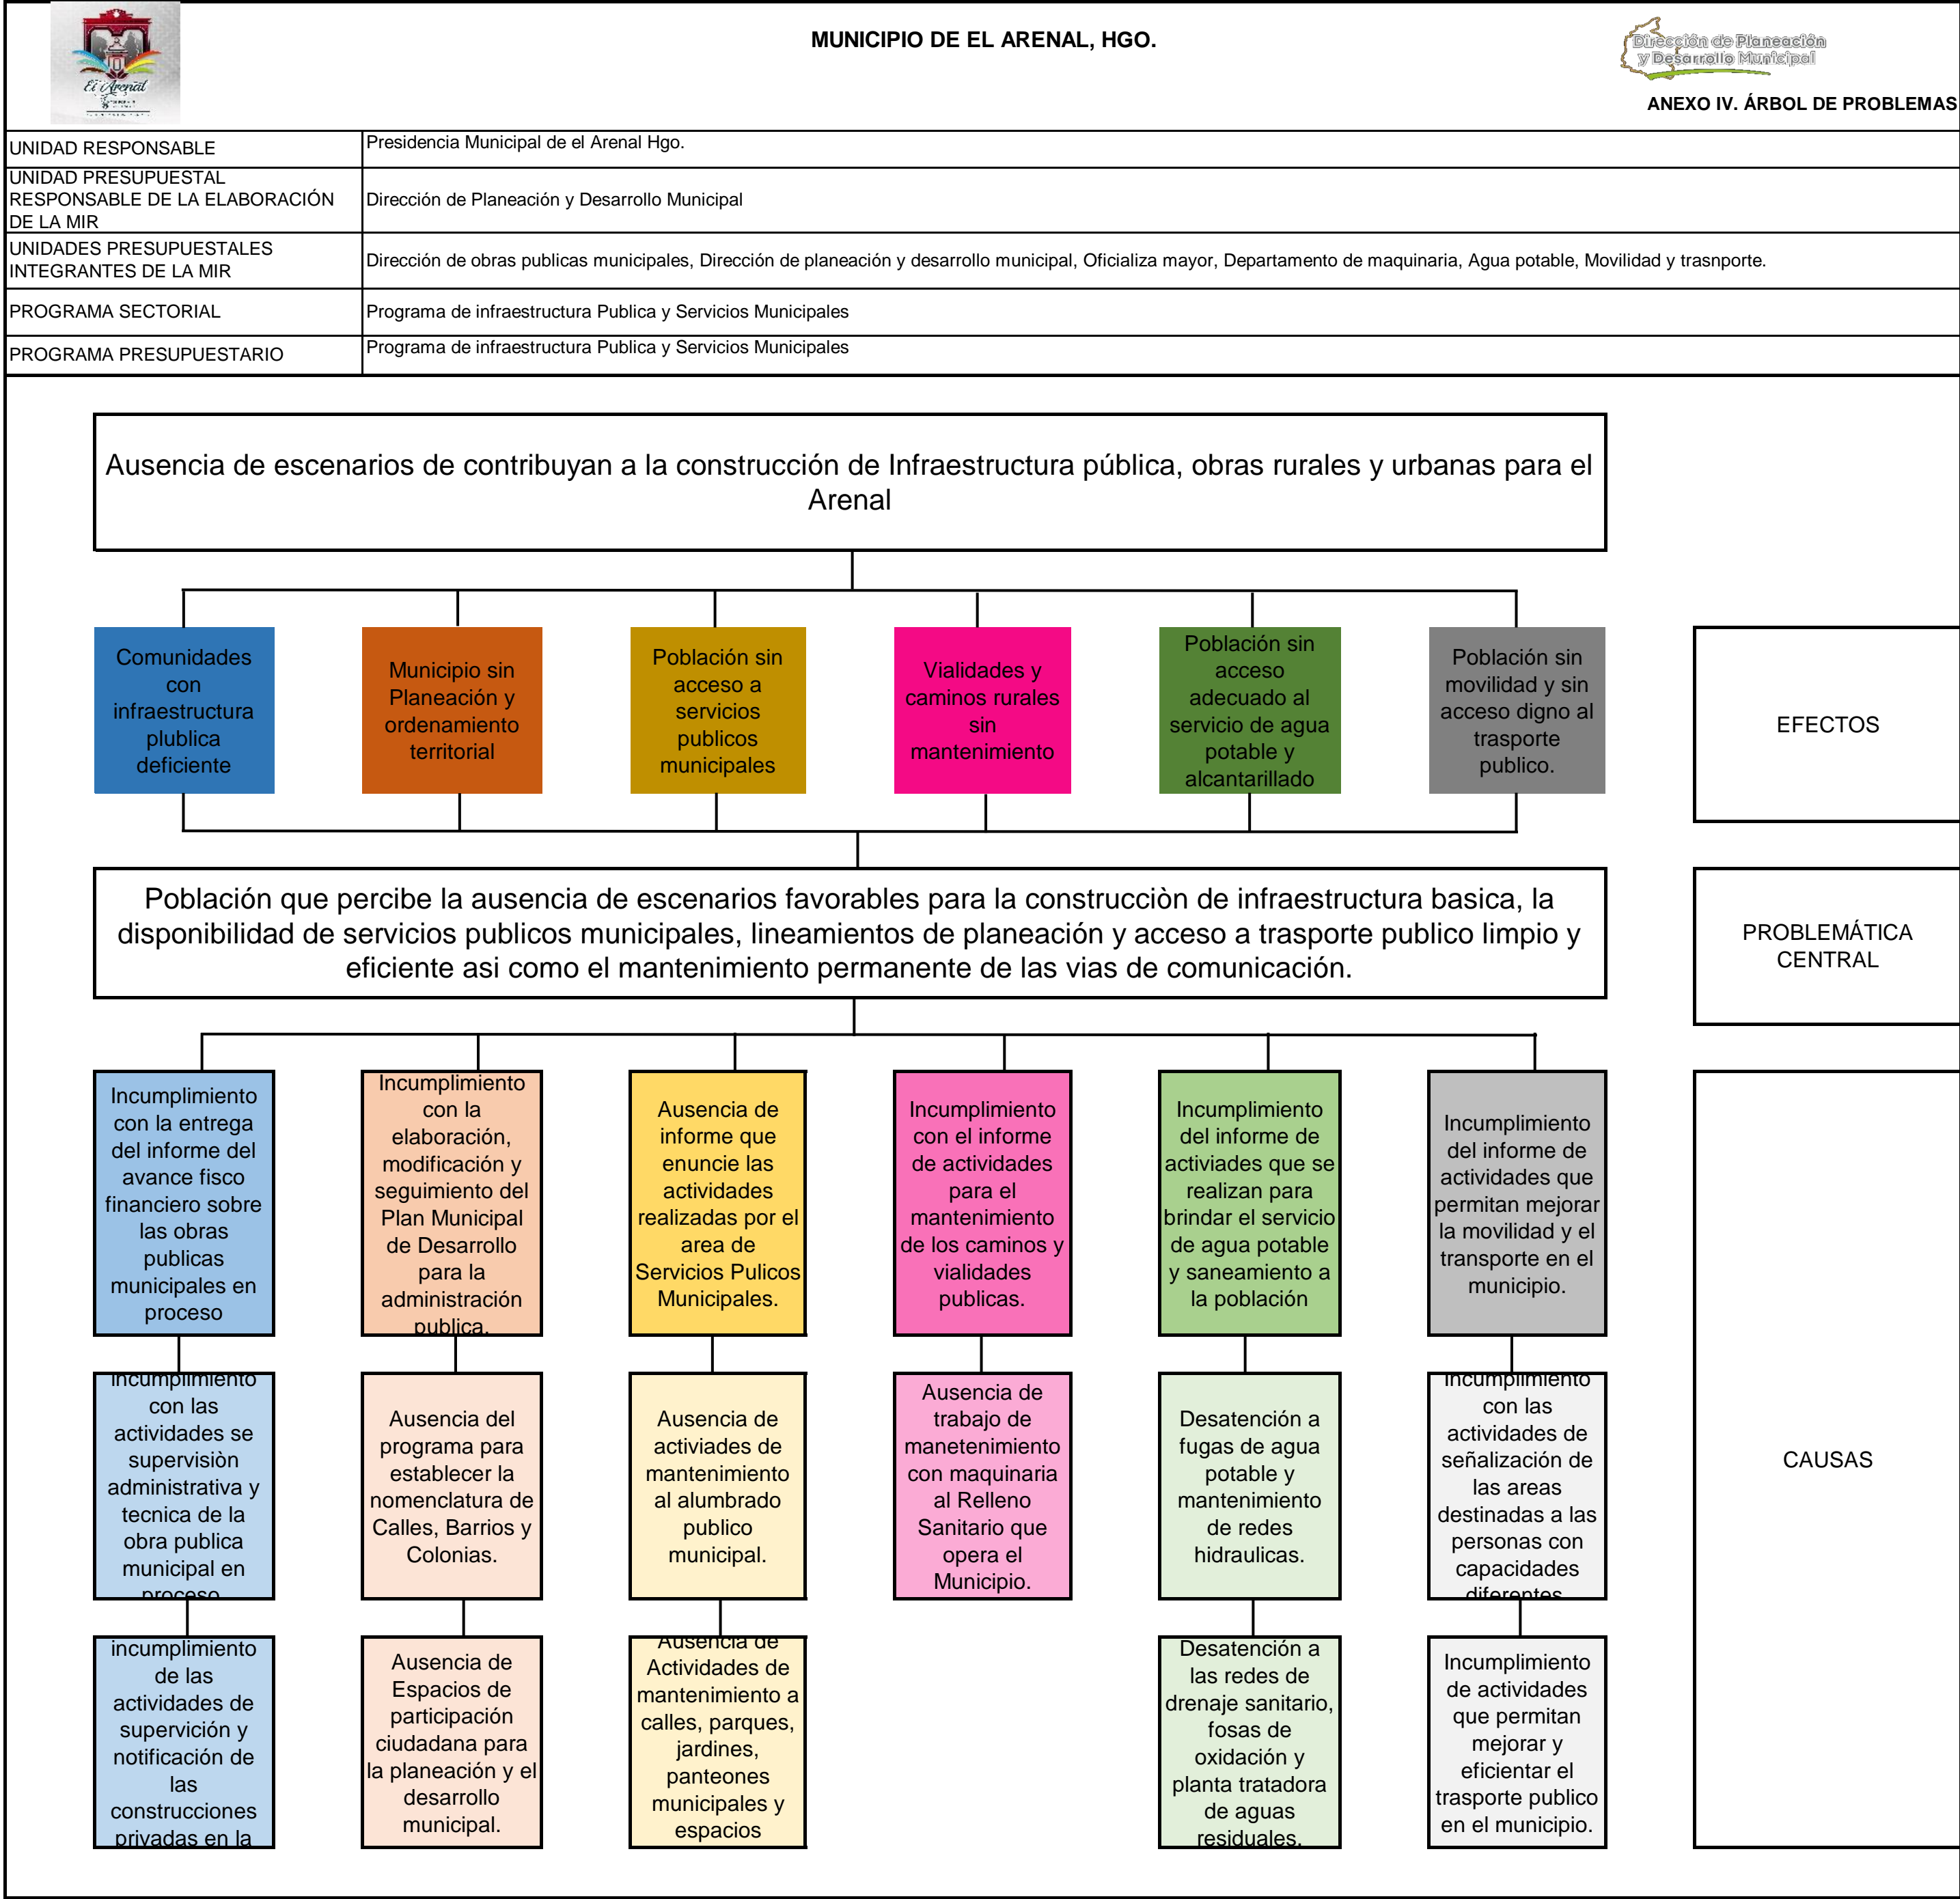 MUNICIPIO DE EL ARENAL, HGO.
El Arenal
Dirección de Planeación
y Desarrollo Municipal
ANEXO IV. ÁRBOL DE PROBLEMAS
UNIDAD RESPONSABLE
Presidencia Municipal de el Arenal Hgo.
UNIDAD PRESUPUESTAL
RESPONSABLE DE LA ELABORACIÓN
DE LA MIR
Dirección de Planeación y Desarrollo Municipal
UNIDADES PRESUPUESTALES
INTEGRANTES DE LA MIR
Dirección de obras publicas municipales, Dirección de planeación y desarrollo municipal, Oficializa mayor, Departamento de maquinaria, Agua potable, Movilidad y trasnporte.
PROGRAMA SECTORIAL
Programa de infraestructura Publica y Servicios Municipales
PROGRAMA PRESUPUESTARIO
Programa de infraestructura Publica y Servicios Municipales
Ausencia de escenarios de contribuyan a la construcción de Infraestructura pública, obras rurales y urbanas para el
Arenal
Comunidades
con
infraestructura
plublica
deficiente
Municipio sin
Planeación y
ordenamiento
territorial
Población sin
acceso a
servicios
publicos
municipales
Vialidades y
caminos rurales
sin
mantenimiento
Población sin
acceso
adecuado al
servicio de agua
potable y
alcantarillado
Población sin
movilidad y sin
acceso digno al
trasporte
publico.
EFECTOS
Población que percibe la ausencia de escenarios favorables para la construcciòn de infraestructura basica, la
disponibilidad de servicios publicos municipales, lineamientos de planeación y acceso a trasporte publico limpio y
eficiente asi como el mantenimiento permanente de las vias de comunicación.
PROBLEMÁTICA
CENTRAL
Incumplimiento
con la entrega
del informe del
avance fisco
financiero sobre
las obras
publicas
municipales en
proceso
Incumplimiento
con la
elaboración,
modificación y
seguimiento del
Plan Municipal
de Desarrollo
para la
administración
publica.
Ausencia de
informe que
enuncie las
actividades
realizadas por el
area de
Servicios Pulicos
Municipales.
Incumplimiento
con el informe
de actividades
para el
mantenimiento
de los caminos y
vialidades
publicas.
Incumplimiento
del informe de
activiades que se
realizan para
brindar el servicio
de agua potable
y saneamiento a
la población
Incumplimiento
del informe de
actividades que
permitan mejorar
la movilidad y el
transporte en el
municipio.
CAUSAS
incumplimiento
con las
actividades se
supervisiòn
administrativa y
tecnica de la
obra publica
municipal en
proceso
Ausencia del
programa para
establecer la
nomenclatura de
Calles, Barrios y
Colonias.
Ausencia de
activiades de
mantenimiento
al alumbrado
publico
municipal.
Ausencia de
trabajo de
manetenimiento
con maquinaria
al Relleno
Sanitario que
opera el
Municipio.
Desatención a
fugas de agua
potable y
mantenimiento
de redes
hidraulicas.
Incumplimiento
con las
actividades de
señalización de
las areas
destinadas a las
personas con
capacidades
diferentes
incumplimiento
de las
actividades de
supervición y
notificación de
las
construcciones
privadas en la
Ausencia de
Espacios de
participación
ciudadana para
la planeación y el
desarrollo
municipal.
Ausencia de
Actividades de
mantenimiento a
calles, parques,
jardines,
panteones
municipales y
espacios
Desatención a
las redes de
drenaje sanitario,
fosas de
oxidación y
planta tratadora
de aguas
residuales.
Incumplimiento
de actividades
que permitan
mejorar y
eficientar el
trasporte publico
en el municipio.